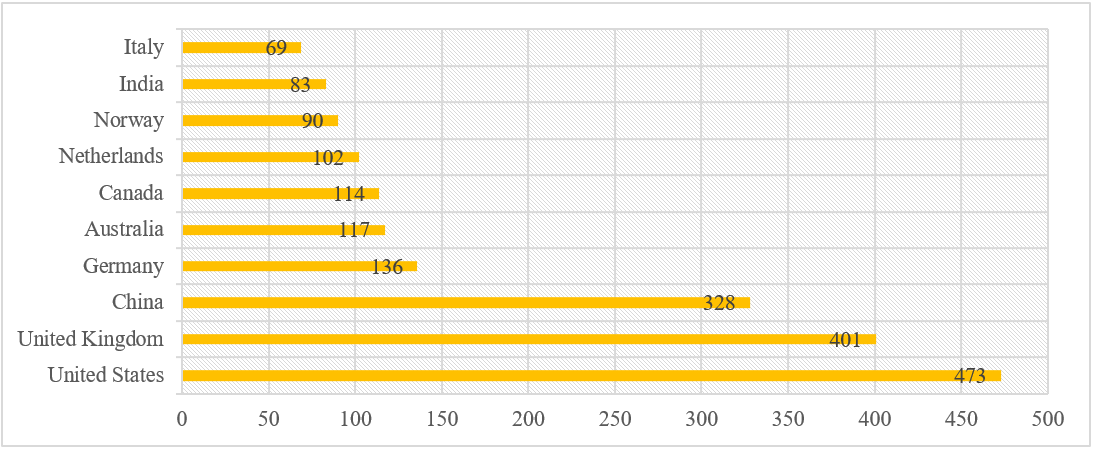 Italy 69
India 83
Norway 90
Netherlands 102
Canada 114
Australia 117
Germany 136
China 328
United Kingdom 401
United States 473
0 50 100 150 200 250 300 350 400 450 500